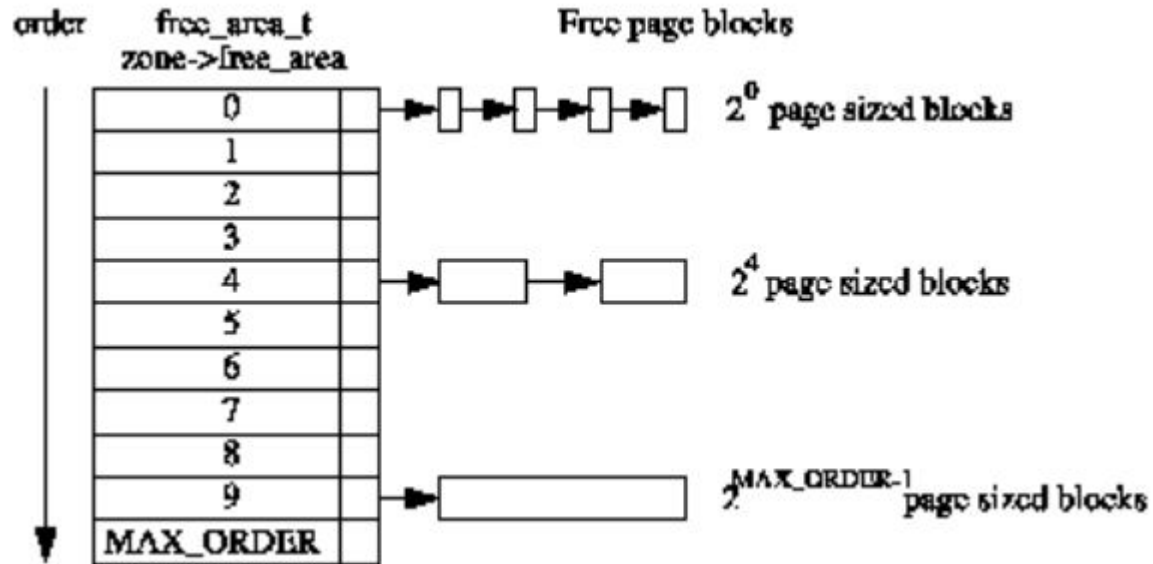 order
free_area_t
zone->free_area
Free page blocks
0
2^0 page sized blocks
1
2
3
4
2^4 page sized blocks
5
6
7
8
9
2^MAX_ORDER-1 page sized blocks
MAX_ORDER